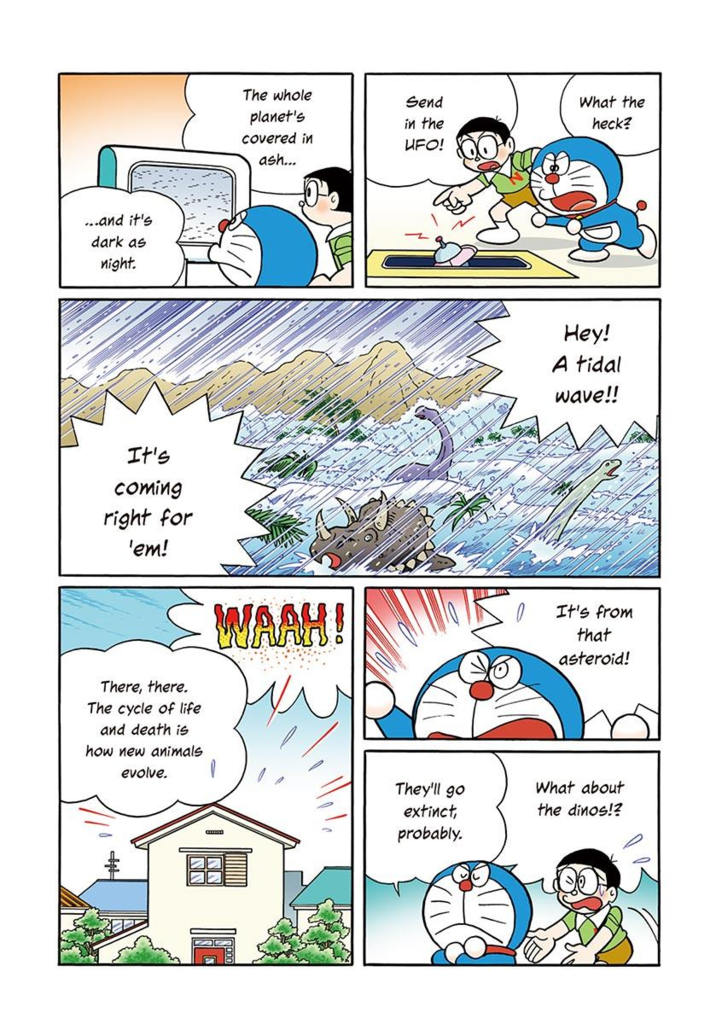 What the
heck?
Send
in the
UFO!
The whole
planet's
covered in
ash...
...and it's
dark as
night.
Hey!
A tidal
wave!!
It's
coming
right for
'em!
It's from
that
asteroid!
What about
the dinos!?
They'll go
extinct,
probably.
WAAH!
There, there.
The cycle of life
and death is
how new animals
evolve.